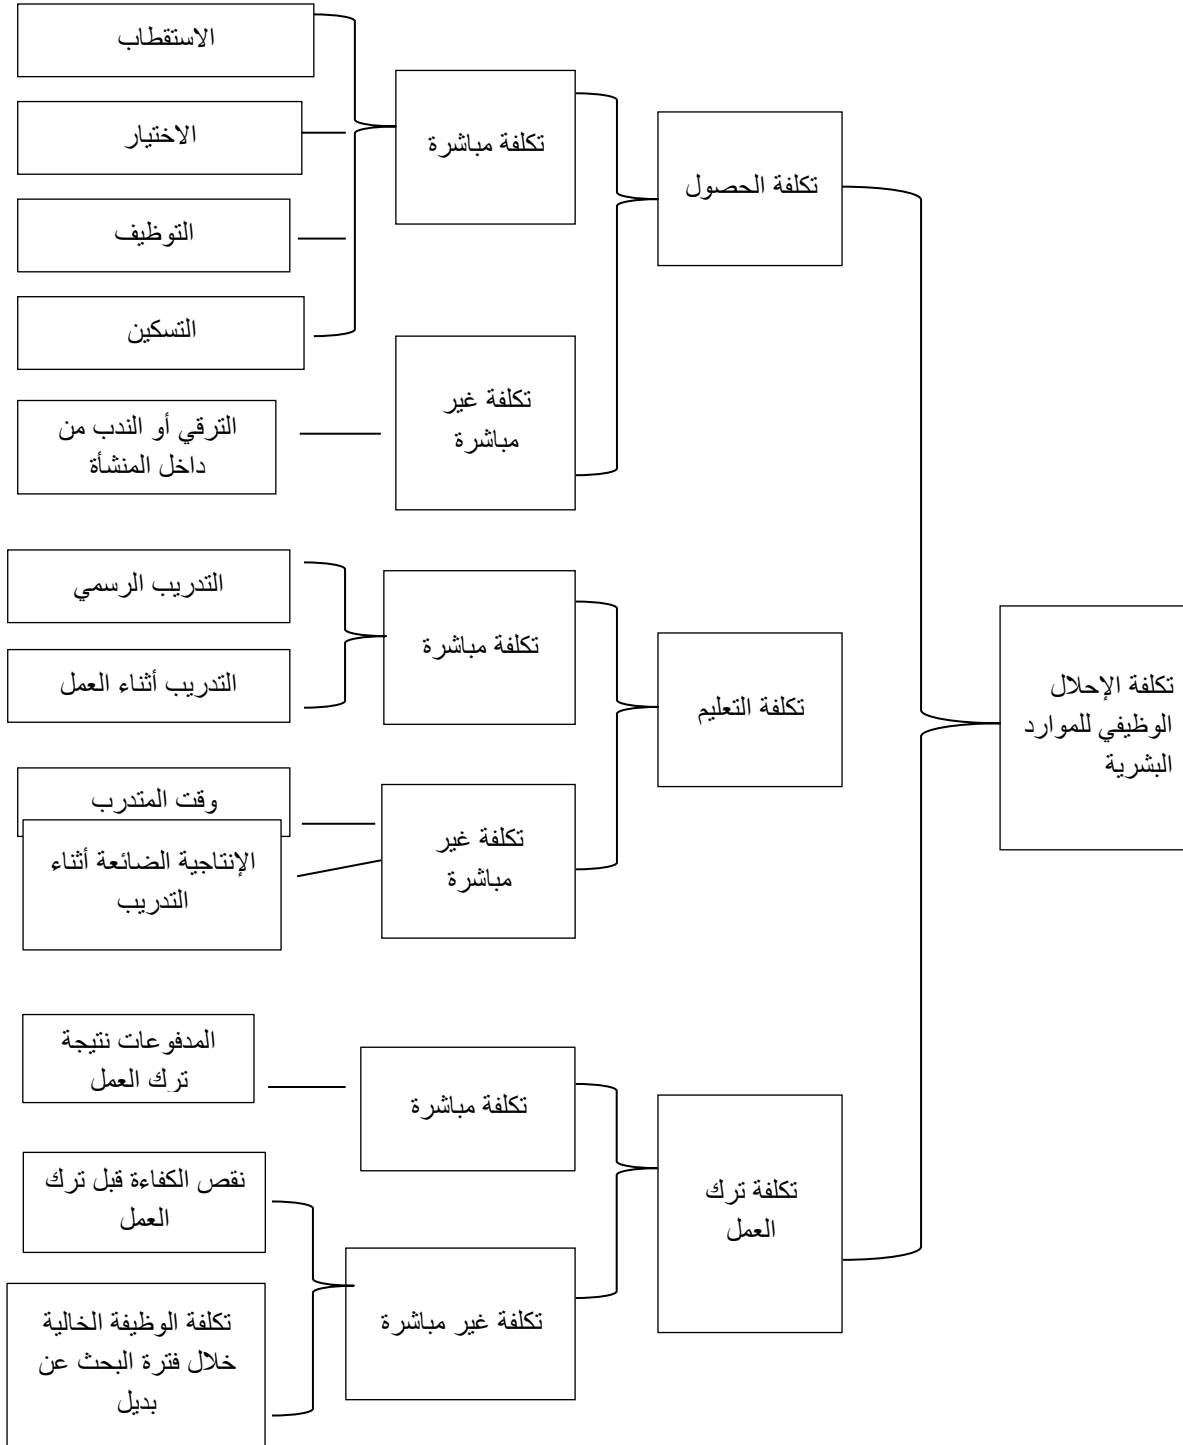 تكلفة الإحلال
الوظيفي للموارد
البشرية
تكلفة الحصول
تكلفة مباشرة
الاستقطاب
الاختيار
التوظيف
التسكين
تكلفة غير
مباشرة
الترقي أو الندب من
داخل المنشأة
تكلفة التعليم
تكلفة مباشرة
التدريب الرسمي
التدريب أثناء العمل
تكلفة غير
مباشرة
وقت المتدرب
الإنتاجية الضائعة أثناء
التدريب
تكلفة ترك
العمل
تكلفة مباشرة
المدفوعات نتيجة
ترك العمل
تكلفة غير مباشرة
نقص الكفاءة قبل ترك
العمل
تكلفة الوظيفة الخالية
خلال فترة البحث عن
بديل